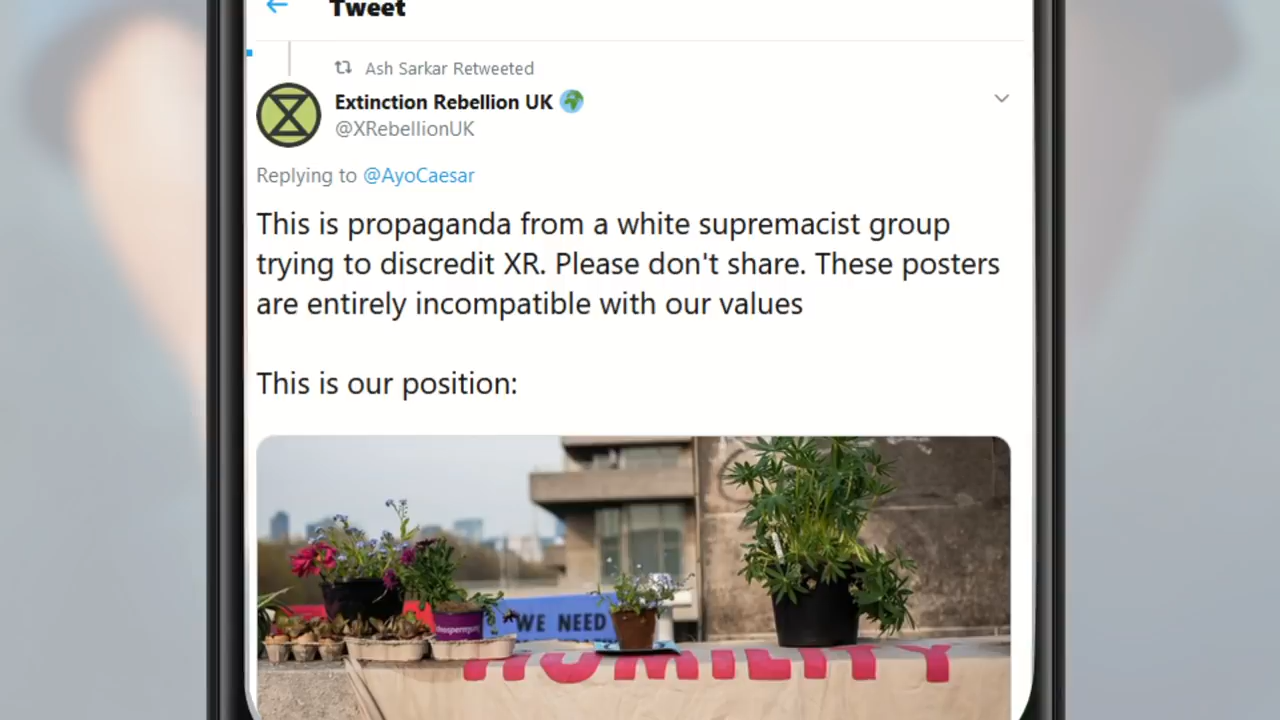 Tweet
Ash Sarkar Retweeted
Extinction Rebellion UK
@XRebellionUK
Replying to @AyoCaesar
This is propaganda from a white supremacist group
trying to discredit XR. Please don't share. These posters
are entirely incompatible with our values
This is our position:
WE NEED
HUMILITY